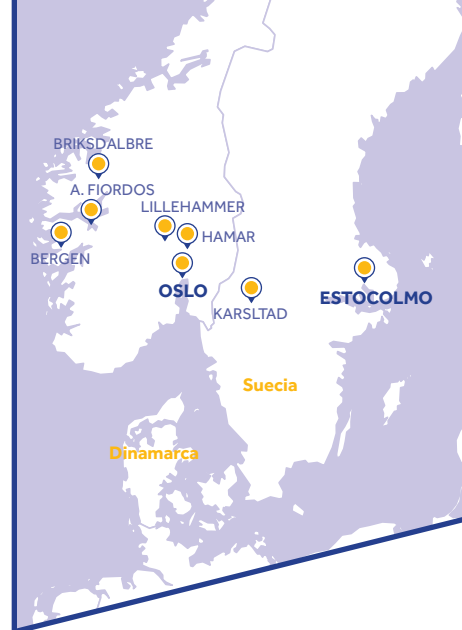 BRIKSDALBRE
A. FIORDOS
LILLEHAMMER
HAMAR
BERGEN
OSLO
ESTOCOLMO
KARSLTAD
Suecia
Dinamarca